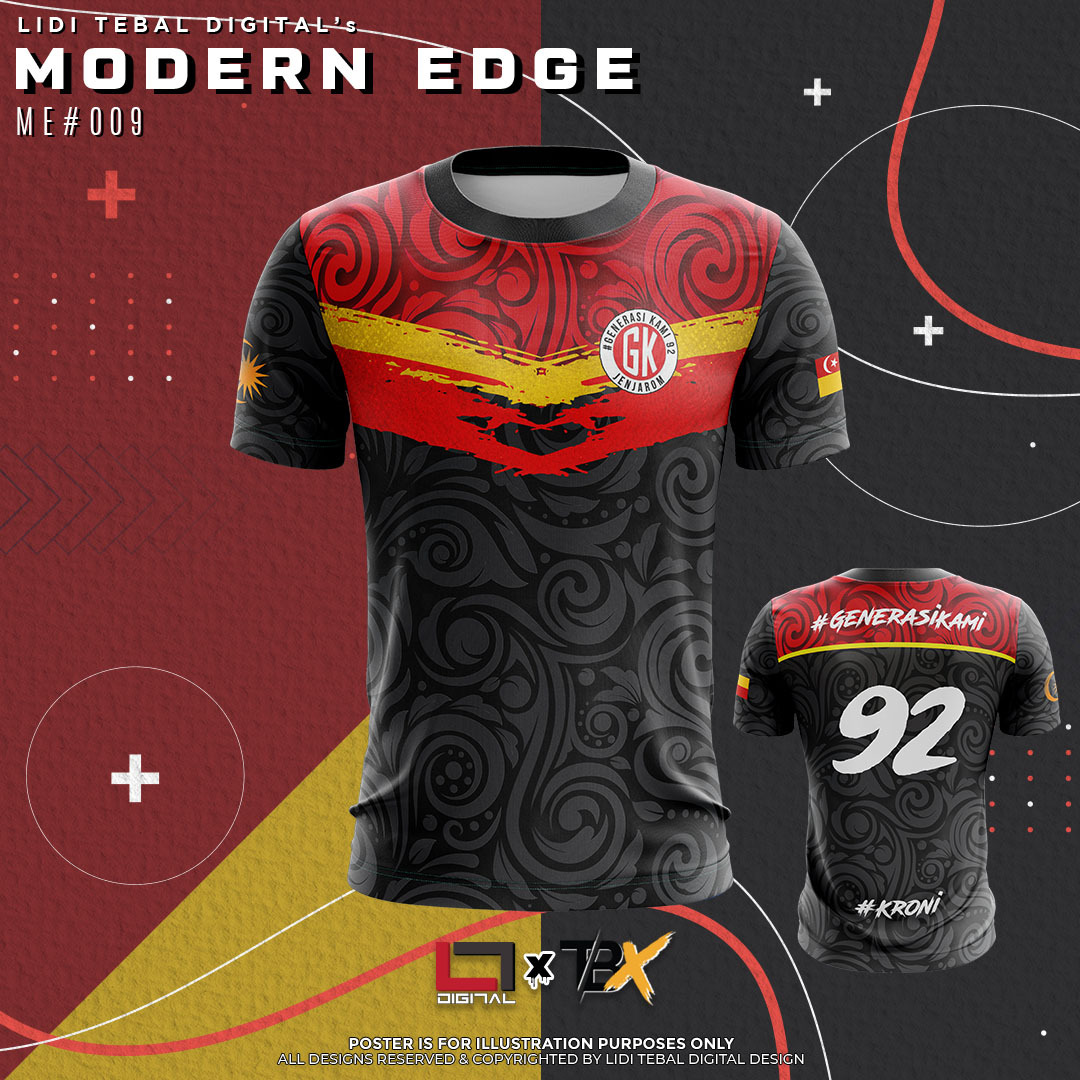 LIDI TEBAL DIGITAL's
MODERN EDGE
ME#009
#GENERASI KAMI 92
GK
JENJAROM
#GENERASIKAMI
92
#KRONI
LT
DIGITAL
X
TBX
POSTER IS FOR ILLUSTRATION PURPOSES ONLY
ALL DESIGNS RESERVED & COPYRIGHTED BY LIDI TEBAL DIGITAL DESIGN